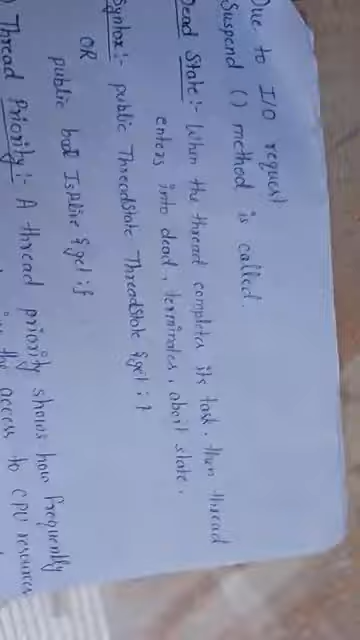 Due to I/O request
Suspend () method is called.
Dead State :- When the thread completes its task, then thread
enters into dead, terminates, abort state.
Syntax :- public ThreadState ThreadState {get;}
OR
public bool IsAlive {get;}
Thread Priority :- A thread priority shows how frequently
the access to CPU resources